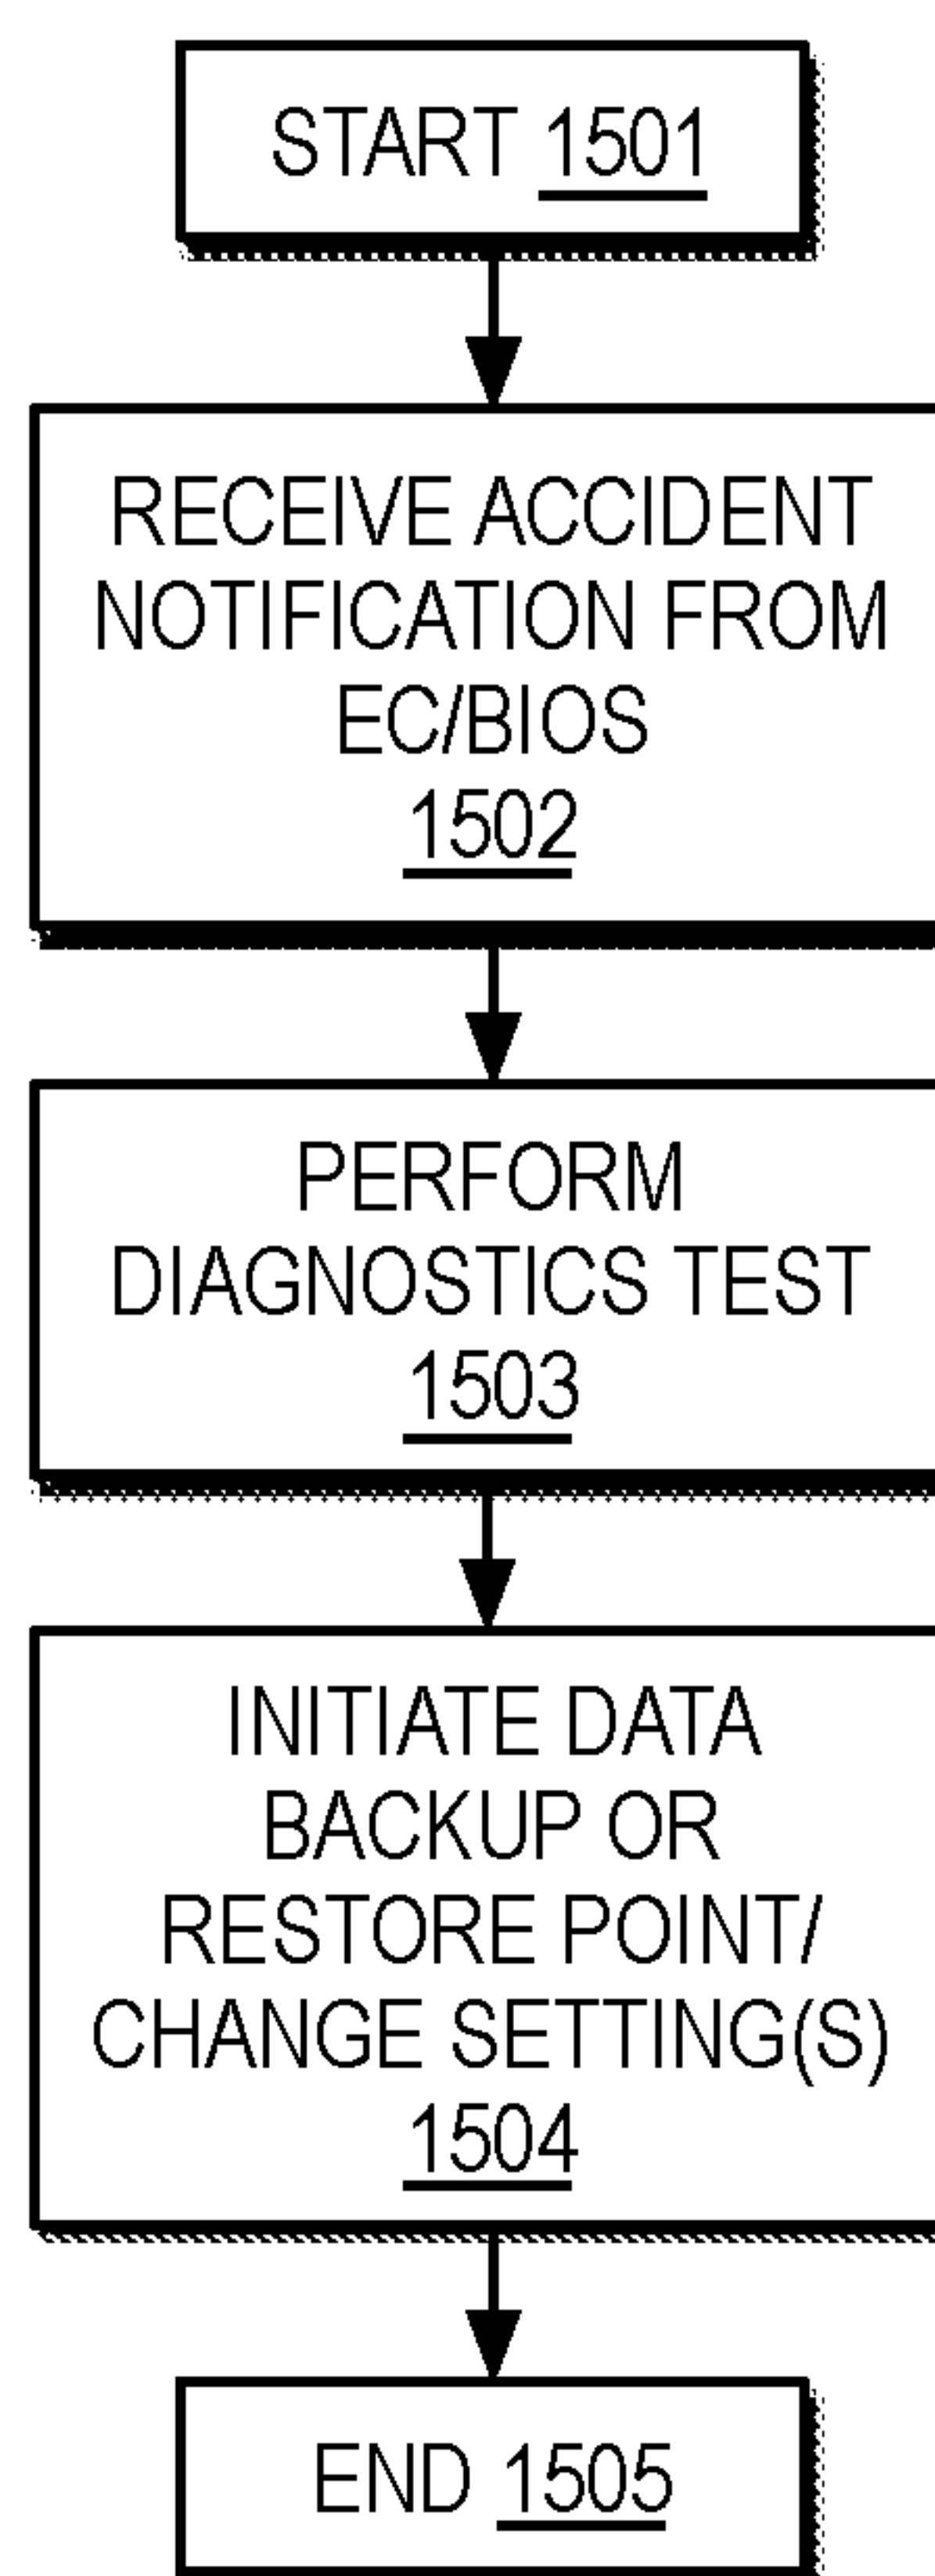 START 1501
RECEIVE ACCIDENT
NOTIFICATION FROM
EC/BIOS
1502
PERFORM
DIAGNOSTICS TEST
1503
INITIATE DATA
BACKUP OR
RESTORE POINT/
CHANGE SETTING(S)
1504
END 1505